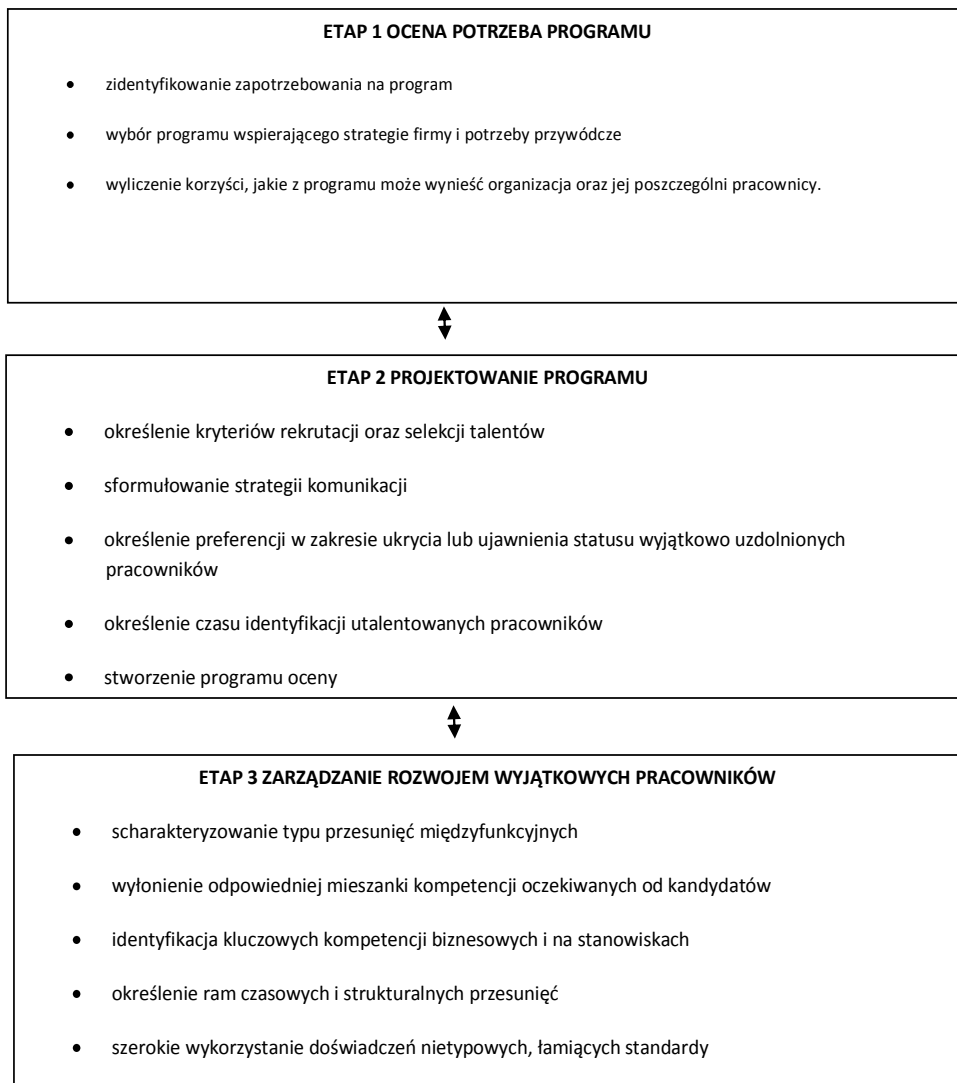 ETAP 1 OCENA POTRZEBA PROGRAMU
• zidentyfikowanie zapotrzebowania na program
• wybór programu wspierającego strategie firmy i potrzeby przywódcze
• wyliczenie korzyści, jakie z programu może wynieść organizacja oraz jej poszczególni pracownicy.
ETAP 2 PROJEKTOWANIE PROGRAMU
• określenie kryteriów rekrutacji oraz selekcji talentów
• sformułowanie strategii komunikacji
• określenie preferencji w zakresie ukrycia lub ujawnienia statusu wyjątkowo uzdolnionych
pracowników
• określenie czasu identyfikacji utalentowanych pracowników
• stworzenie programu oceny
ETAP 3 ZARZĄDZANIE ROZWOJEM WYJĄTKOWYCH PRACOWNIKÓW
• scharakteryzowanie typu przesunięć międzyfunkcyjnych
• wyłonienie odpowiedniej mieszanki kompetencji oczekiwanych od kandydatów
• identyfikacja kluczowych kompetencji biznesowych i na stanowiskach
• określenie ram czasowych i strukturalnych przesunięć
• szerokie wykorzystanie doświadczeń nietypowych, łamiących standardy